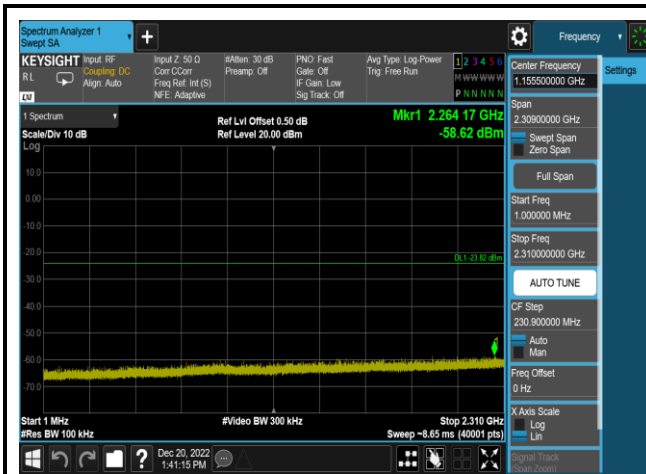 Spectrum Analyzer 1
Swept SA
Frequency
KEYSIGHT
RL
LXI
Input: RF
Coupling: DC
Align: Auto
Input Z: 50 Ω
Corr CCorr
Freq Ref: Int (S)
NFE: Adaptive
#Atten: 30 dB
Preamp: Off
PNO: Fast
Gate: Off
IF Gain: Low
Sig Track: Off
Avg Type: Log-Power
Trig: Free Run
1 2 3 4 5 6
M W W W W W
P N N N N N
1 Spectrum
Scale/Div 10 dB
Log
Ref Lvl Offset 0.50 dB
Ref Level 20.00 dBm
Mkr1 2.264 17 GHz
-58.62 dBm
10.0
0.00
-10.0
-20.0
-30.0
-40.0
-50.0
-60.0
-70.0
DL1 -23.82 dBm
Start 1 MHz
#Res BW 100 kHz
#Video BW 300 kHz
Stop 2.310 GHz
Sweep ~8.65 ms (40001 pts)
Center Frequency
1.155500000 GHz
Span
2.30900000 GHz
Swept Span
Zero Span
Full Span
Start Freq
1.000000 MHz
Stop Freq
2.310000000 GHz
AUTO TUNE
CF Step
230.900000 MHz
Auto
Man
Freq Offset
0 Hz
X Axis Scale
Log
Lin
Signal Track
(Span Zoom)
Settings
Dec 20, 2022
1:41:15 PM